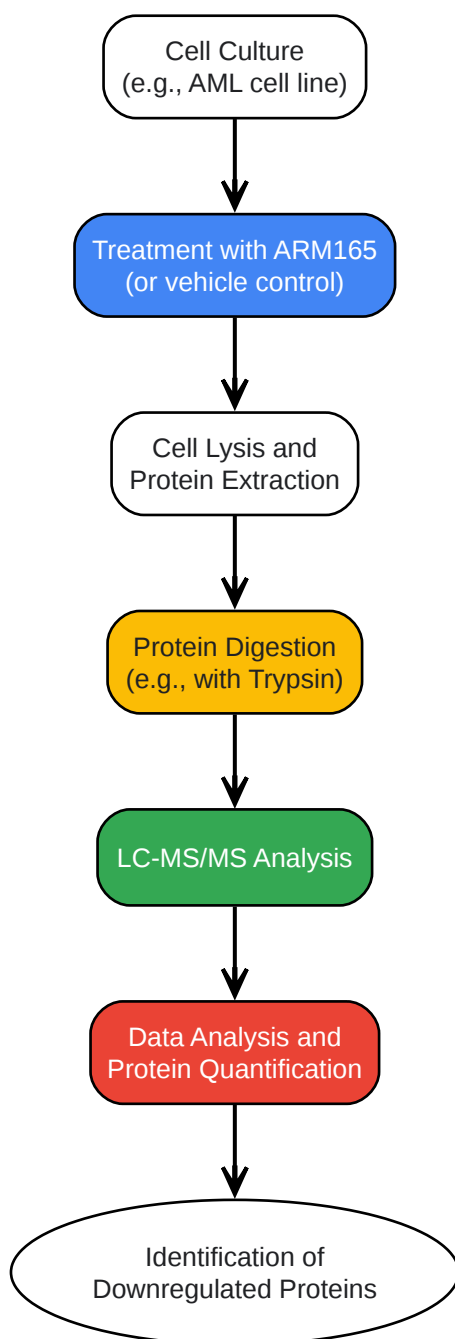 Cell Culture
(e.g., AML cell line)
Treatment with ARM165
(or vehicle control)
Cell Lysis and
Protein Extraction
Protein Digestion
(e.g., with Trypsin)
LC-MS/MS Analysis
Data Analysis and
Protein Quantification
Identification of
Downregulated Proteins